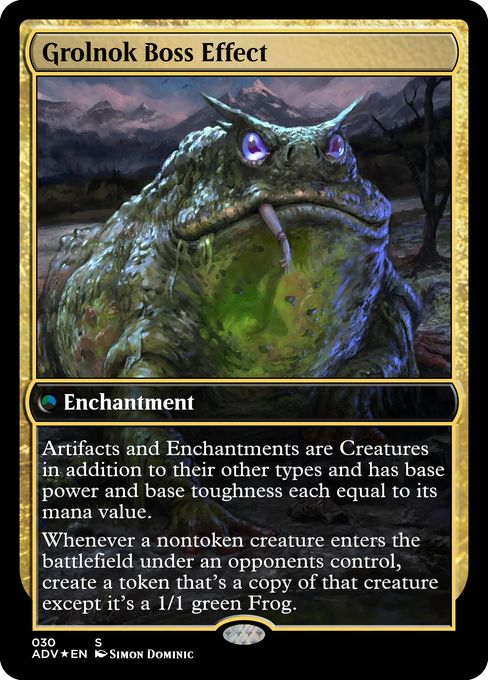 Grolnok Boss Effect
Enchantment
Artifacts and Enchantments are Creatures
in addition to their other types and has base
power and base toughness each equal to its
mana value.
Whenever a nontoken creature enters the
battlefield under an opponents control,
create a token that's a copy of that creature
except it's a 1/1 green Frog.
030 S
ADV★EN Simon Dominic